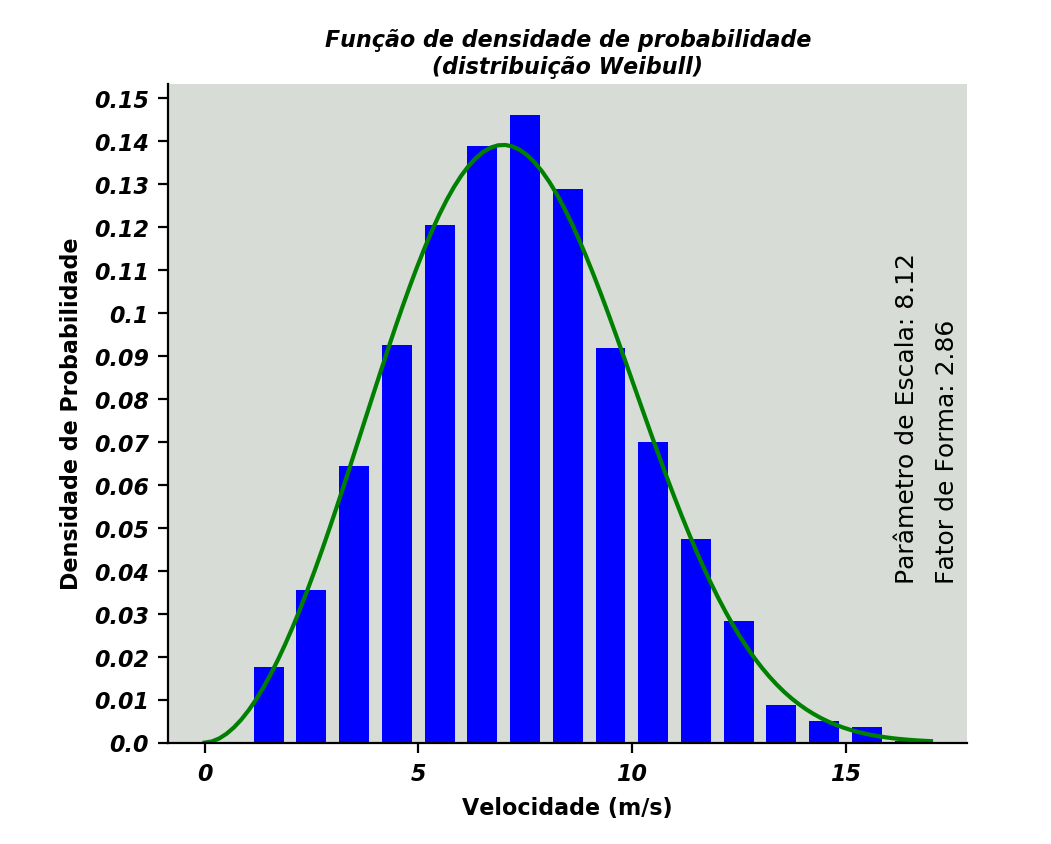 Função de densidade de probabilidade
(distribuição Weibull)
Densidade de Probabilidade
0.15
0.14
0.13
0.12
0.11
0.1
0.09
0.08
0.07
0.06
0.05
0.04
0.03
0.02
0.01
0.0
Parâmetro de Escala: 8.12
Fator de Forma: 2.86
0 5 10 15
Velocidade (m/s)